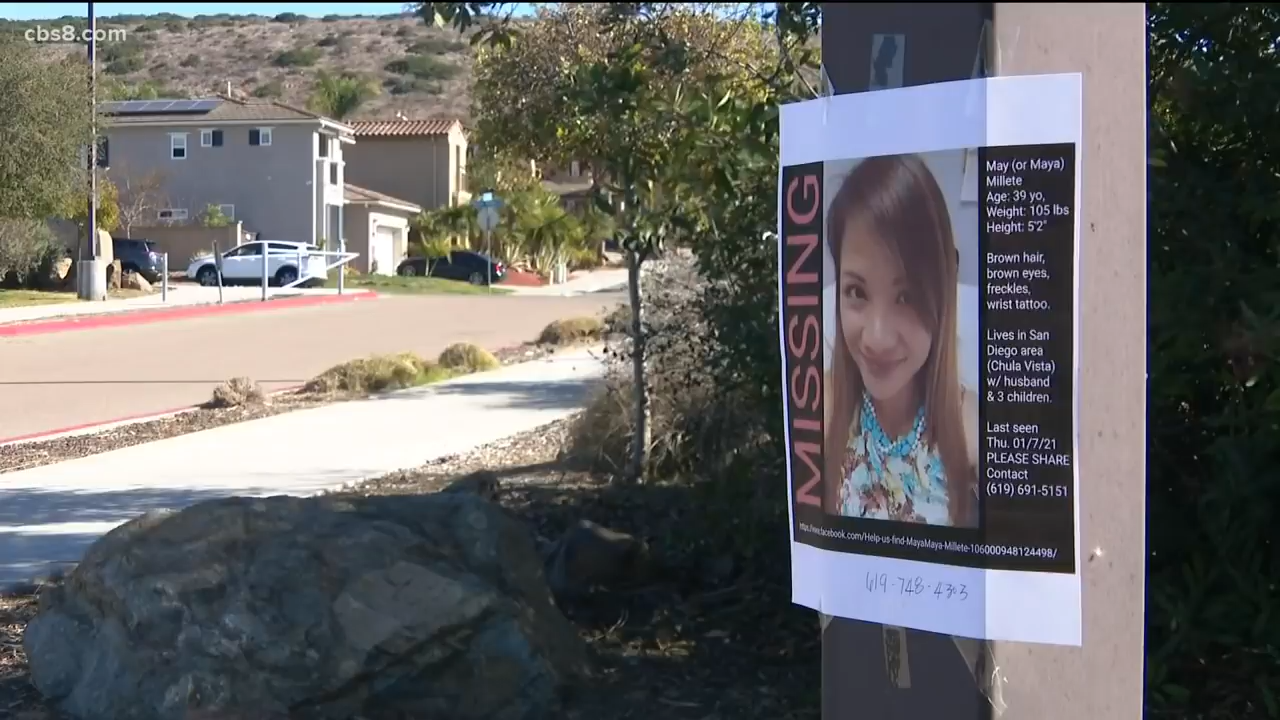 cbs8.com
MISSING
May (or Maya)
Millete
Age: 39 yo,
Weight: 105 lbs
Height: 5'2"
Brown hair,
brown eyes,
freckles,
wrist tattoo.
Lives in San
Diego area
(Chula Vista)
w/ husband
& 3 children.
Last seen
Thu. 01/7/21
PLEASE SHARE
Contact
(619) 691-5151
https://www.facebook.com/Help-us-find-MayaMaya-Millete-106000948124498/
619-748-4303